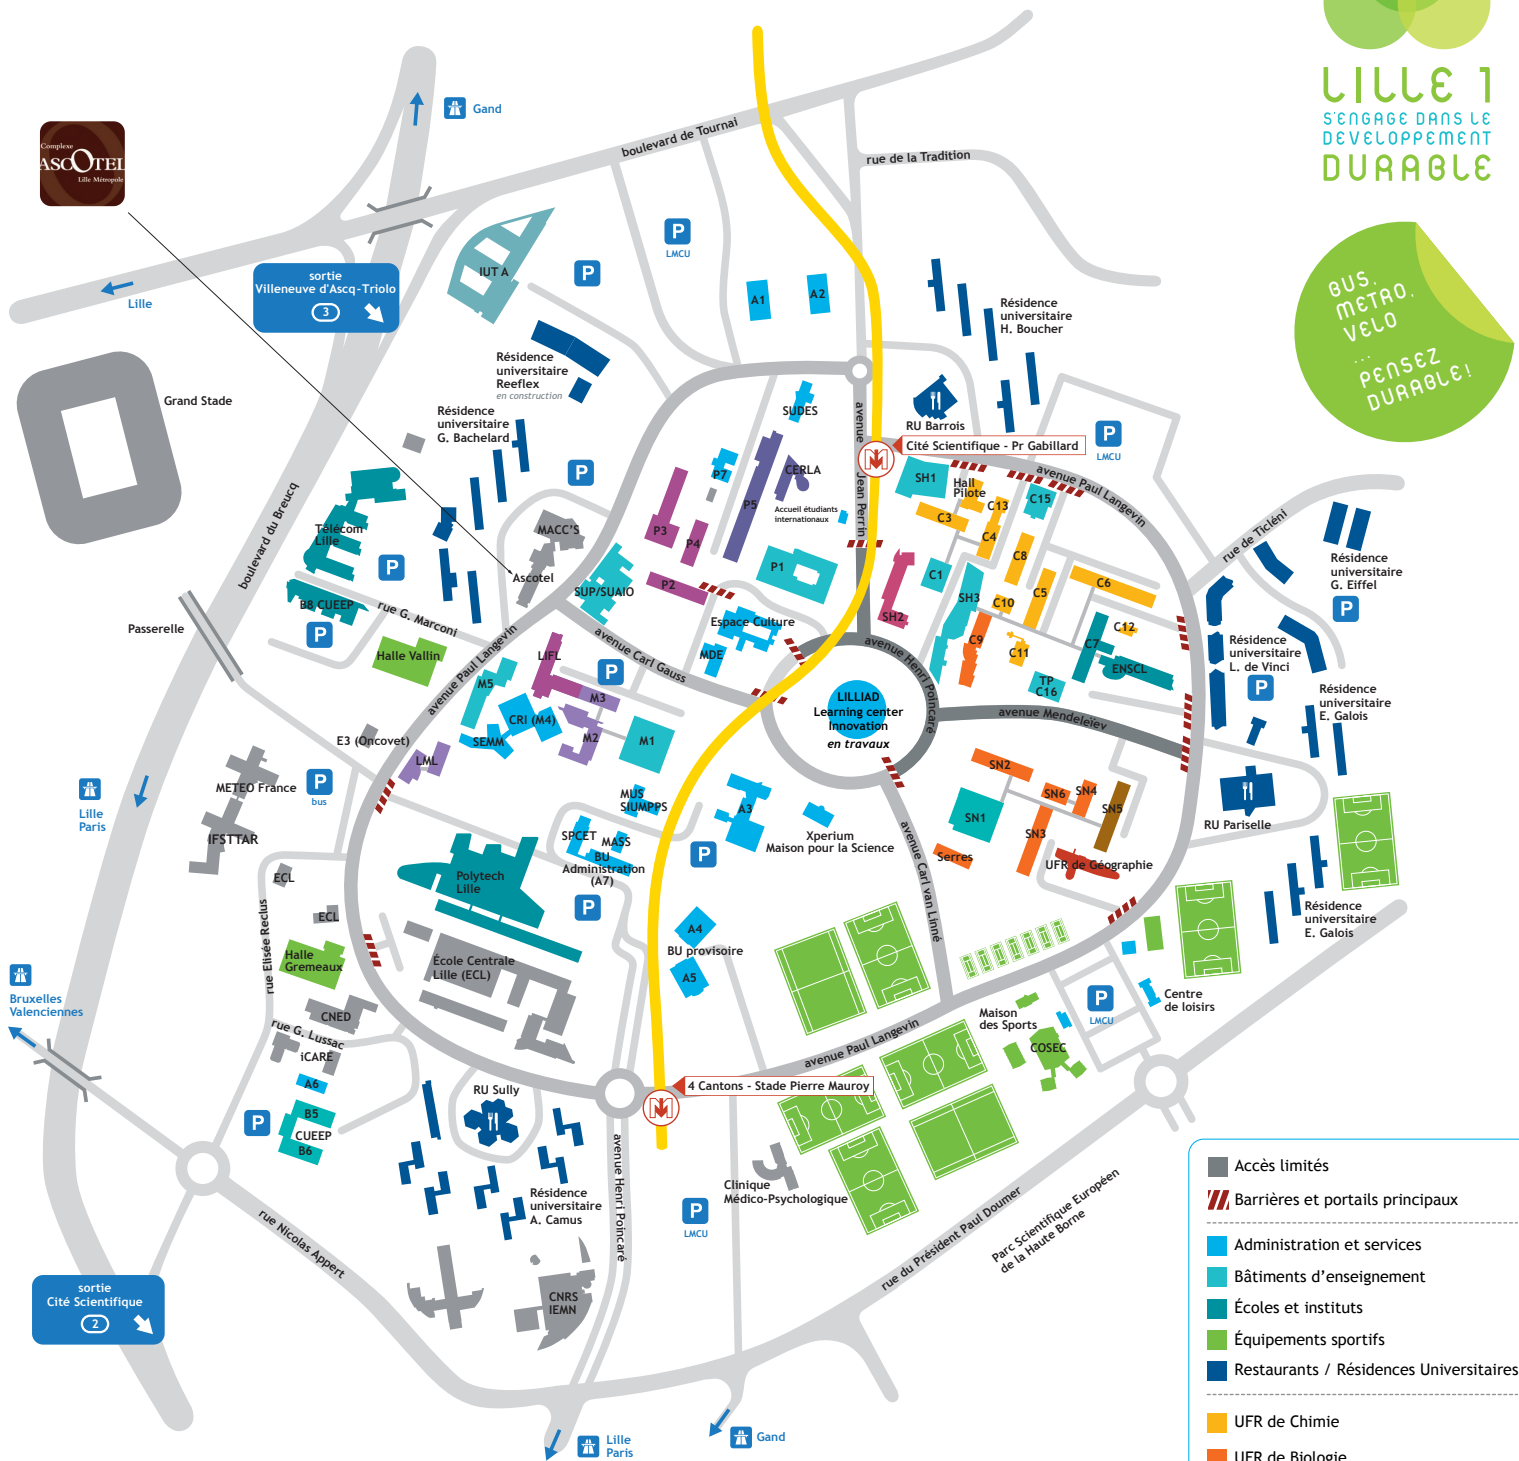 LILLE 1
S'ENGAGE DANS LE
DEVELOPPEMENT
DURABLE
BUS,
METRO,
VELO
...
PENSEZ
DURABLE!
Complexe
ASCOTEL
Lille Métropole
Gand
boulevard de Tournai
rue de la Tradition
Lille
sortie
Villeneuve d'Ascq-Triolo
3
IUT A
P
P
LMCU
A1
A2
Résidence
universitaire
H. Boucher
Grand Stade
Résidence
universitaire
Reeflex
en construction
Résidence
universitaire
G. Bachelard
SUDES
RU Barrois
Cité Scientifique - Pr Gabillard
P
LMCU
avenue Jean Perrin
avenue Paul Langevin
boulevard du Breucq
Télécom
Lille
P
P
MACC'S
Ascotel
P7
CERLA
P5
P3
P4
P2
P1
Accueil étudiants
internationaux
SH1
Hall
Pilote
C13
C15
C3
C4
C8
C1
SH3
C10
C5
C6
C9
C11
C12
C7
ENSCL
TP
C16
SH2
rue de Ticléni
Résidence
universitaire
G. Eiffel
P
Résidence
universitaire
L. de Vinci
P
Résidence
universitaire
E. Galois
B8 CUEEP
P
rue G. Marconi
Passerelle
Halle Vallin
SUP/SUAIO
Espace Culture
MDE
avenue Carl Gauss
avenue Paul Langevin
LIFL
P
M5
M3
CRI (M4)
M2
M1
SEMM
LML
E3 (Oncovet)
avenue Henri Poincaré
LILLIAD
Learning center
Innovation
en travaux
avenue Mendeleïev
METEO France
P
bus
IFSTTAR
Lille
Paris
MUS
SIUMPPS
SPCET
MASS
BU
Administration
(A7)
A3
P
Xperium
Maison pour la Science
SN2
SN6
SN4
SN5
SN1
SN3
Serres
UFR de Géographie
RU Pariselle
avenue Carl van Linné
ECL
ECL
Polytech
Lille
P
rue Elisée Reclus
Halle
Gremeaux
École Centrale
Lille (ECL)
A4
BU provisoire
A5
Résidence
universitaire
E. Galois
Bruxelles
Valenciennes
CNED
rue G. Lussac
iCARE
A6
P
B5
CUEEP
B6
RU Sully
4 Cantons - Stade Pierre Mauroy
avenue Paul Langevin
Maison
des Sports
COSEC
P
LMCU
Centre
de loisirs
Résidence
universitaire
A. Camus
avenue Henri Poincaré
P
LMCU
Clinique
Médico-Psychologique
rue du Président Paul Doumer
Parc Scientifique Européen
de la Haute Borne
rue Nicolas Appert
CNRS
IEMN
sortie
Cité Scientifique
2
Lille
Paris
Gand
Accès limités
Barrières et portails principaux
Administration et services
Bâtiments d'enseignement
Écoles et instituts
Équipements sportifs
Restaurants / Résidences Universitaires
UFR de Chimie
UFR de Biologie